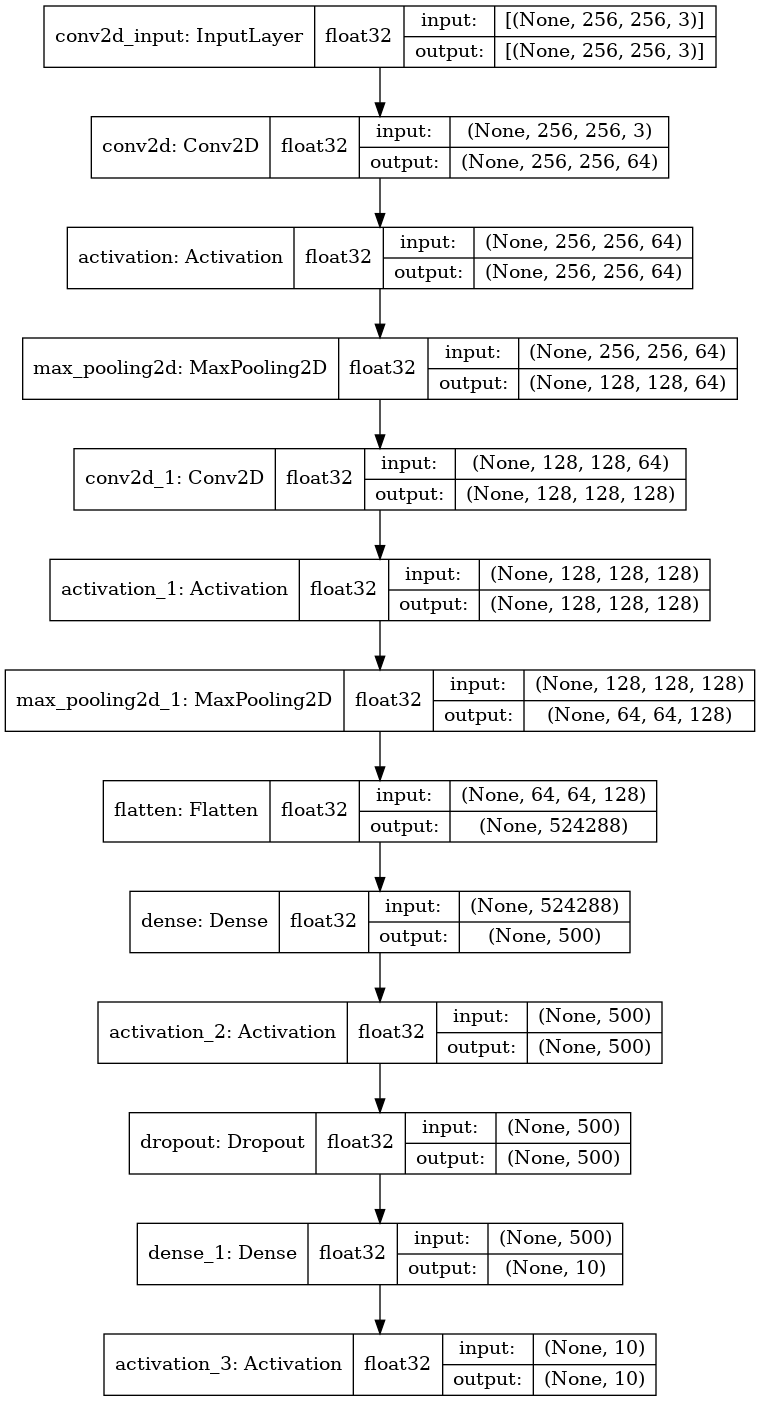 conv2d_input: InputLayer float32 input: [(None, 256, 256, 3)]
output: [(None, 256, 256, 3)]
conv2d: Conv2D float32 input: (None, 256, 256, 3)
output: (None, 256, 256, 64)
activation: Activation float32 input: (None, 256, 256, 64)
output: (None, 256, 256, 64)
max_pooling2d: MaxPooling2D float32 input: (None, 256, 256, 64)
output: (None, 128, 128, 64)
conv2d_1: Conv2D float32 input: (None, 128, 128, 64)
output: (None, 128, 128, 128)
activation_1: Activation float32 input: (None, 128, 128, 128)
output: (None, 128, 128, 128)
max_pooling2d_1: MaxPooling2D float32 input: (None, 128, 128, 128)
output: (None, 64, 64, 128)
flatten: Flatten float32 input: (None, 64, 64, 128)
output: (None, 524288)
dense: Dense float32 input: (None, 524288)
output: (None, 500)
activation_2: Activation float32 input: (None, 500)
output: (None, 500)
dropout: Dropout float32 input: (None, 500)
output: (None, 500)
dense_1: Dense float32 input: (None, 500)
output: (None, 10)
activation_3: Activation float32 input: (None, 10)
output: (None, 10)